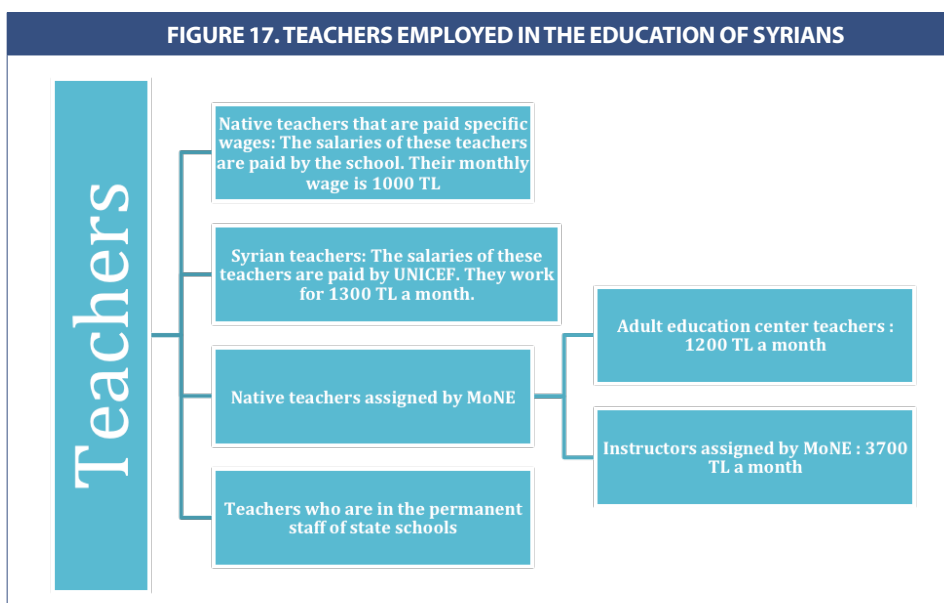 FIGURE 17. TEACHERS EMPLOYED IN THE EDUCATION OF SYRIANS
Teachers
Native teachers that are paid specific
wages: The salaries of these teachers
are paid by the school. Their monthly
wage is 1000 TL
Syrian teachers: The salaries of these
teachers are paid by UNICEF. They work
for 1300 TL a month.
Native teachers assigned by MoNE
Teachers who are in the permanent
staff of state schools
Adult education center teachers :
1200 TL a month
Instructors assigned by MoNE : 3700
TL a month